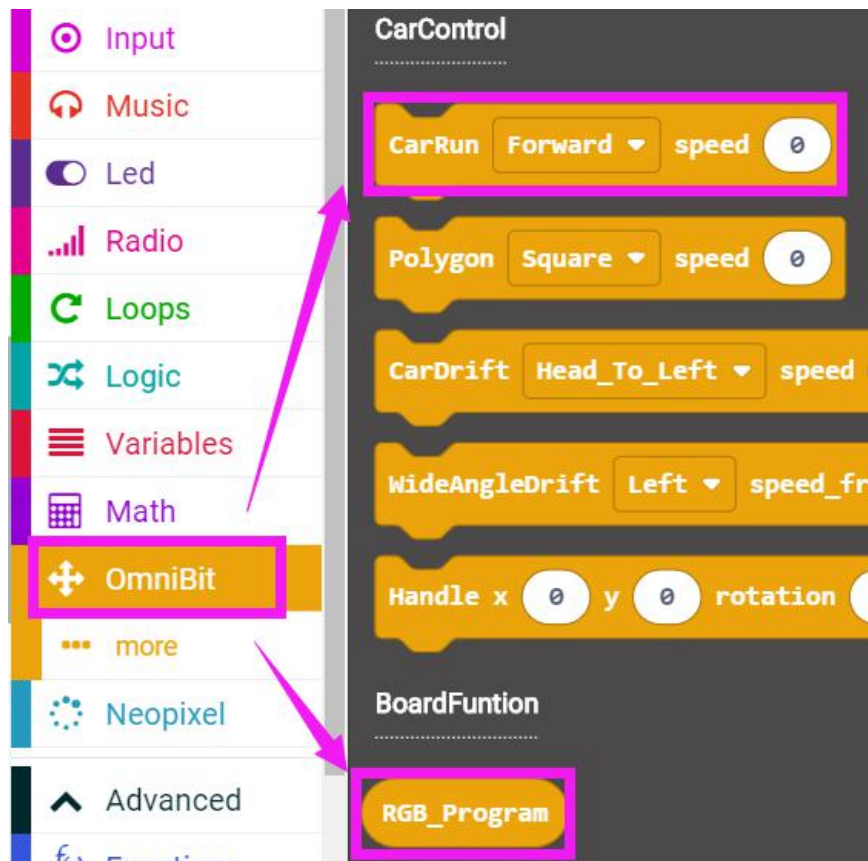 Input
Music
Led
Radio
Loops
Logic
Variables
Math
OmniBit
more
Neopixel
Advanced
CarControl
CarRun Forward speed 0
Polygon Square speed 0
CarDrift Head_To_Left speed
WideAngleDrift Left speed_fr
Handle x 0 y 0 rotation
BoardFuntion
RGB_Program